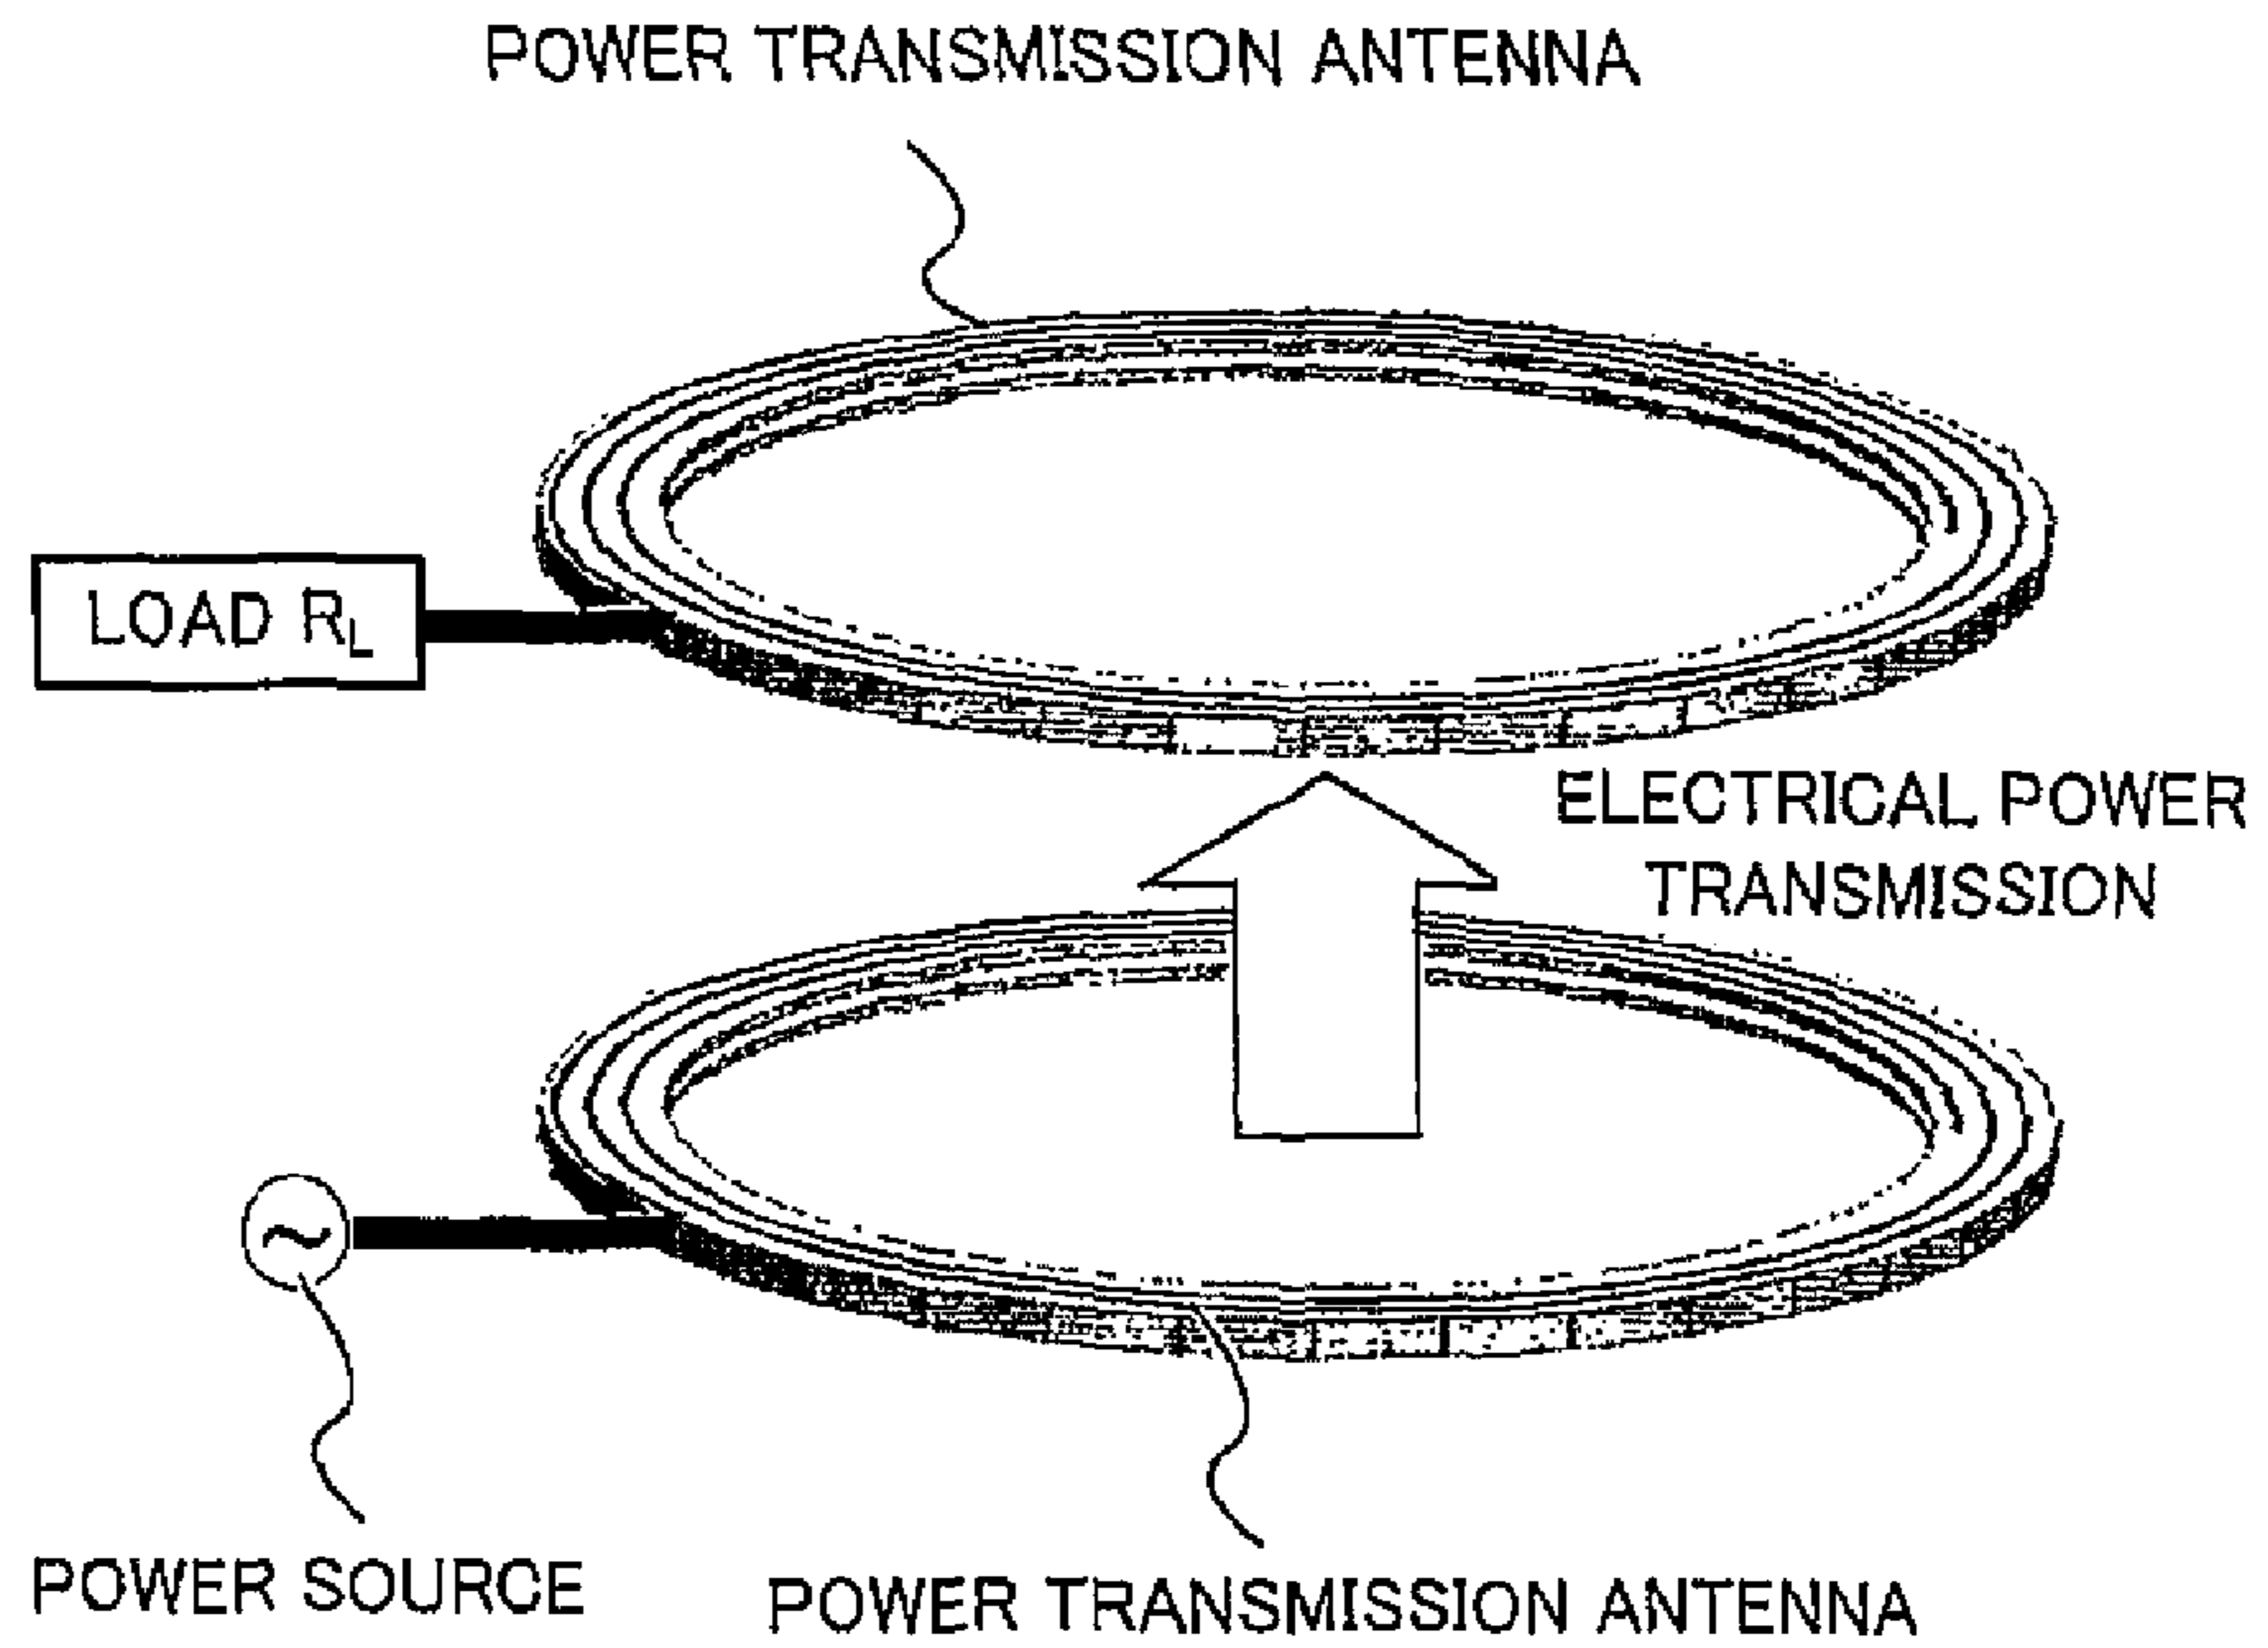 POWER TRANSMISSION ANTENNA
LOAD RL
ELECTRICAL POWER
TRANSMISSION
~
POWER SOURCE
POWER TRANSMISSION ANTENNA